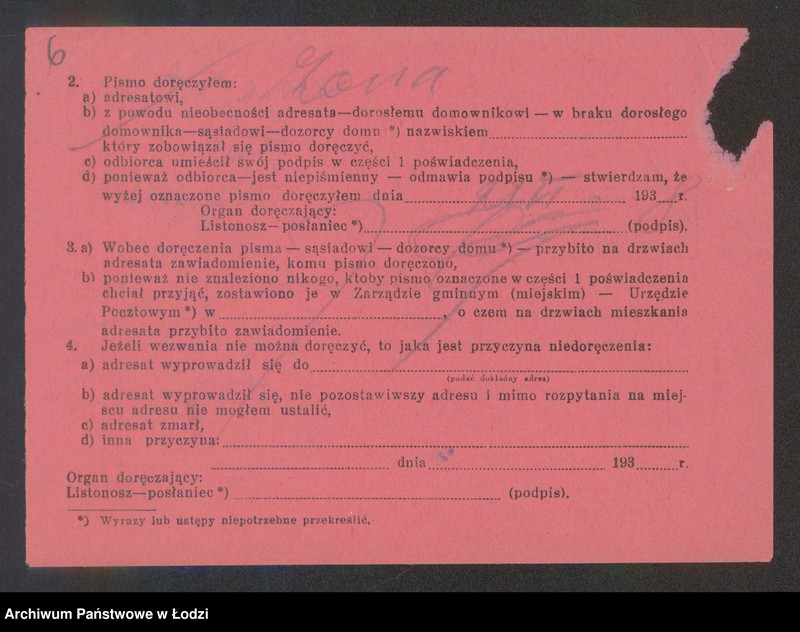 6
żona
2. Pismo doręczyłem:
a) adresatowi,
b) z powodu nieobecności adresata—dorosłemu domownikowi — w braku dorosłego
domownika—sąsiadowi—dozorcy domu *) nazwiskiem
który zobowiązał się pismo doręczyć,
c) odbiorca umieścił swój podpis w części 1 poświadczenia,
d) ponieważ odbiorca—jest niepiśmienny — odmawia podpisu *) — stwierdzam, że
wyżej oznaczone pismo doręczyłem dnia 193 r.
Organ doręczający:
Listonosz—posłaniec *) (podpis).
3. a) Wobec doręczenia pisma — sąsiadowi — dozorcy domu *) — przybito na drzwiach
adresata zawiadomienie, komu pismo doręczono,
b) ponieważ nie znaleziono nikogo, ktoby pismo oznaczone w części 1 poświadczenia
chciał przyjąć, zostawiono je w Zarządzie gminnym (miejskim) — Urzędzie
Pocztowym *) w , o czem na drzwiach mieszkania
adresata przybito zawiadomienie.
4. Jeżeli wezwania nie można doręczyć, to jaka jest przyczyna niedoręczenia:
a) adresat wyprowadził się do
(podać dokładny adres)
b) adresat wyprowadził się, nie pozostawiwszy adresu i mimo rozpytania na miej-
scu adresu nie mogłem ustalić,
c) adresat zmarł,
d) inna przyczyna:
dnia 193 r.
Organ doręczający:
Listonosz—posłaniec *) (podpis).
*) Wyrazy lub ustępy niepotrzebne przekreślić.
Archiwum Państwowe w Łodzi